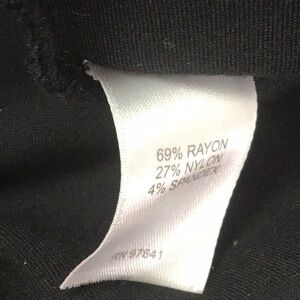 69% RAYON
27% NYLON
4% SPANDEX
RN 97641